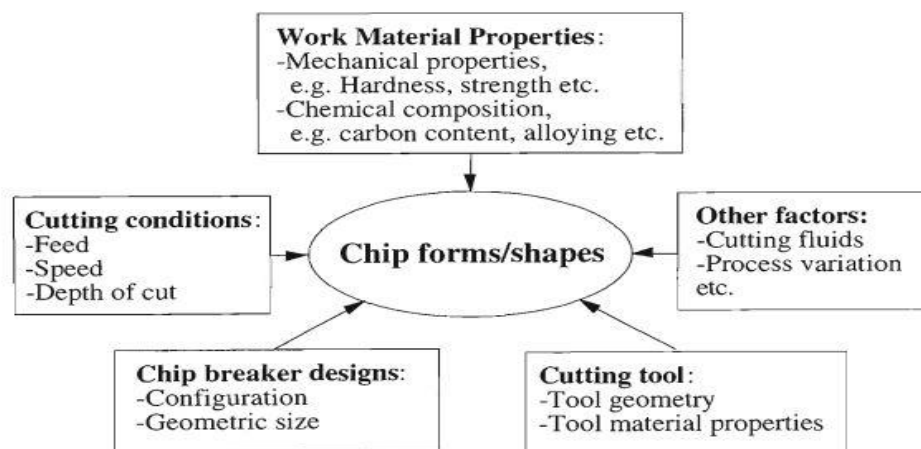 Work Material Properties:
-Mechanical properties,
e.g. Hardness, strength etc.
-Chemical composition,
e.g. carbon content, alloying etc.
Cutting conditions:
-Feed
-Speed
-Depth of cut
Chip forms/shapes
Other factors:
-Cutting fluids
-Process variation
etc.
Chip breaker designs:
-Configuration
-Geometric size
Cutting tool:
-Tool geometry
-Tool material properties